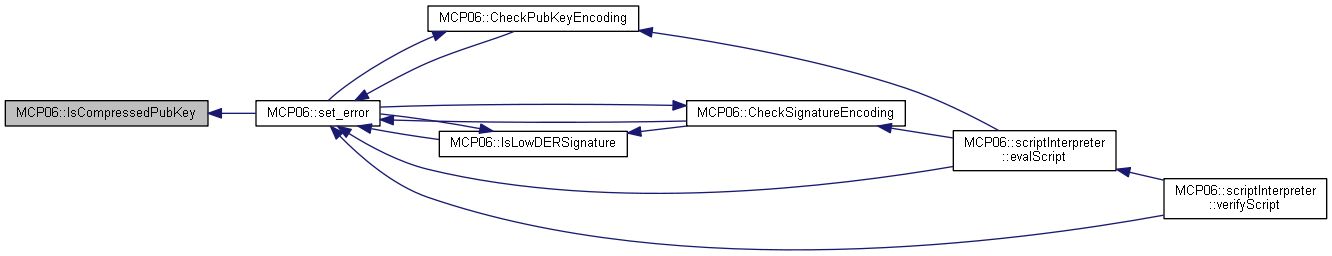 MCP06::CheckPubKeyEncoding
MCP06::IsCompressedPubKey
MCP06::set_error
MCP06::CheckSignatureEncoding
MCP06::IsLowDERSignature
MCP06::scriptInterpreter
::evalScript
MCP06::scriptInterpreter
::verifyScript